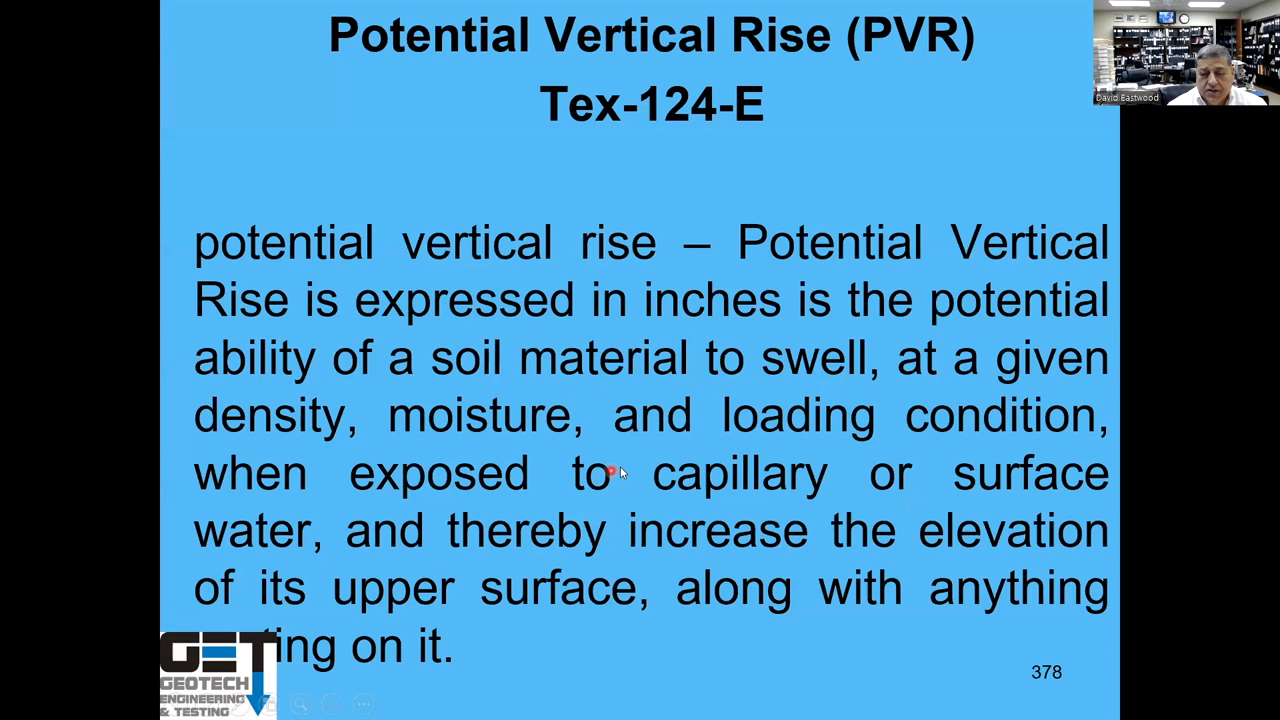 Potential Vertical Rise (PVR)
Tex-124-E
David Eastwood
potential vertical rise – Potential Vertical
Rise is expressed in inches is the potential
ability of a soil material to swell, at a given
density, moisture, and loading condition,
when exposed to capillary or surface
water, and thereby increase the elevation
of its upper surface, along with anything
on it.
378
GET
GEOTECH
ENGINEERING
& TESTING